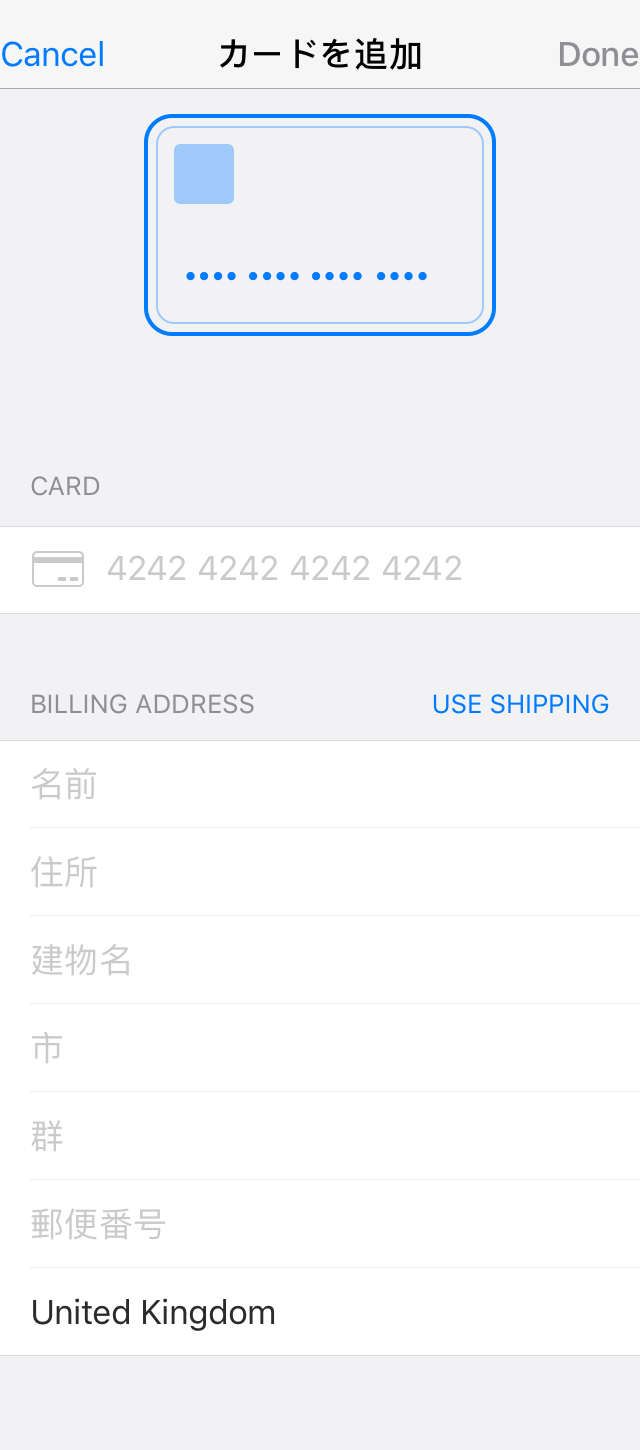 Cancel カードを追加 Done
•••• •••• •••• ••••
CARD
4242 4242 4242 4242
BILLING ADDRESS USE SHIPPING
名前
住所
建物名
市
群
郵便番号
United Kingdom